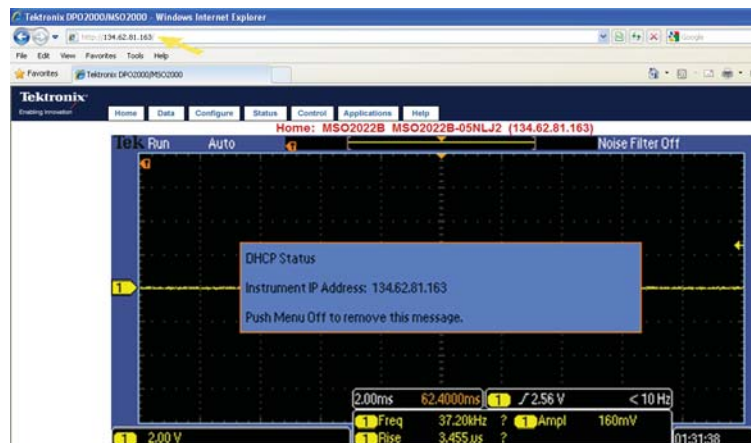 Tektronix DPO2000/MSO2000 - Windows Internet Explorer
http://134.62.81.163/
Google
File Edit View Favorites Tools Help
Favorites Tektronix DPO2000/MSO2000
Tektronix
Enabling Innovation
Home Data Configure Status Control Applications Help
Home: MSO2022B MSO2022B-05NLJ2 (134.62.81.163)
Tek Run Auto Noise Filter Off
DHCP Status
1 Instrument IP Address: 134.62.81.163
Push Menu Off to remove this message.
2.00ms 62.4000ms 1 2.56 V < 10 Hz
1 Freq 37.20kHz ? 1 Ampl 160mV
1 2.00 V 1 Rise 3.455 µs ? 01:31:38